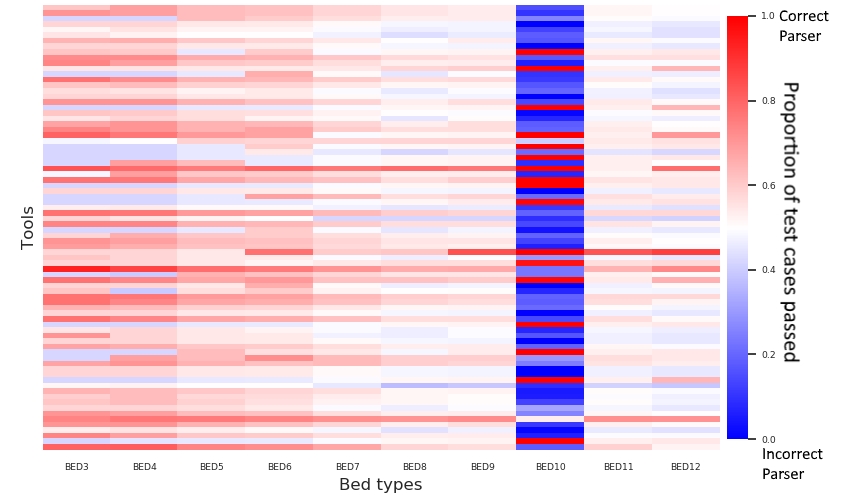 1.0
Correct
Parser
0.8
0.6
0.4
0.2
0.0
Proportion of test cases passed
Incorrect
Parser
Tools
BED3 BED4 BED5 BED6 BED7 BED8 BED9 BED10 BED11 BED12
Bed types